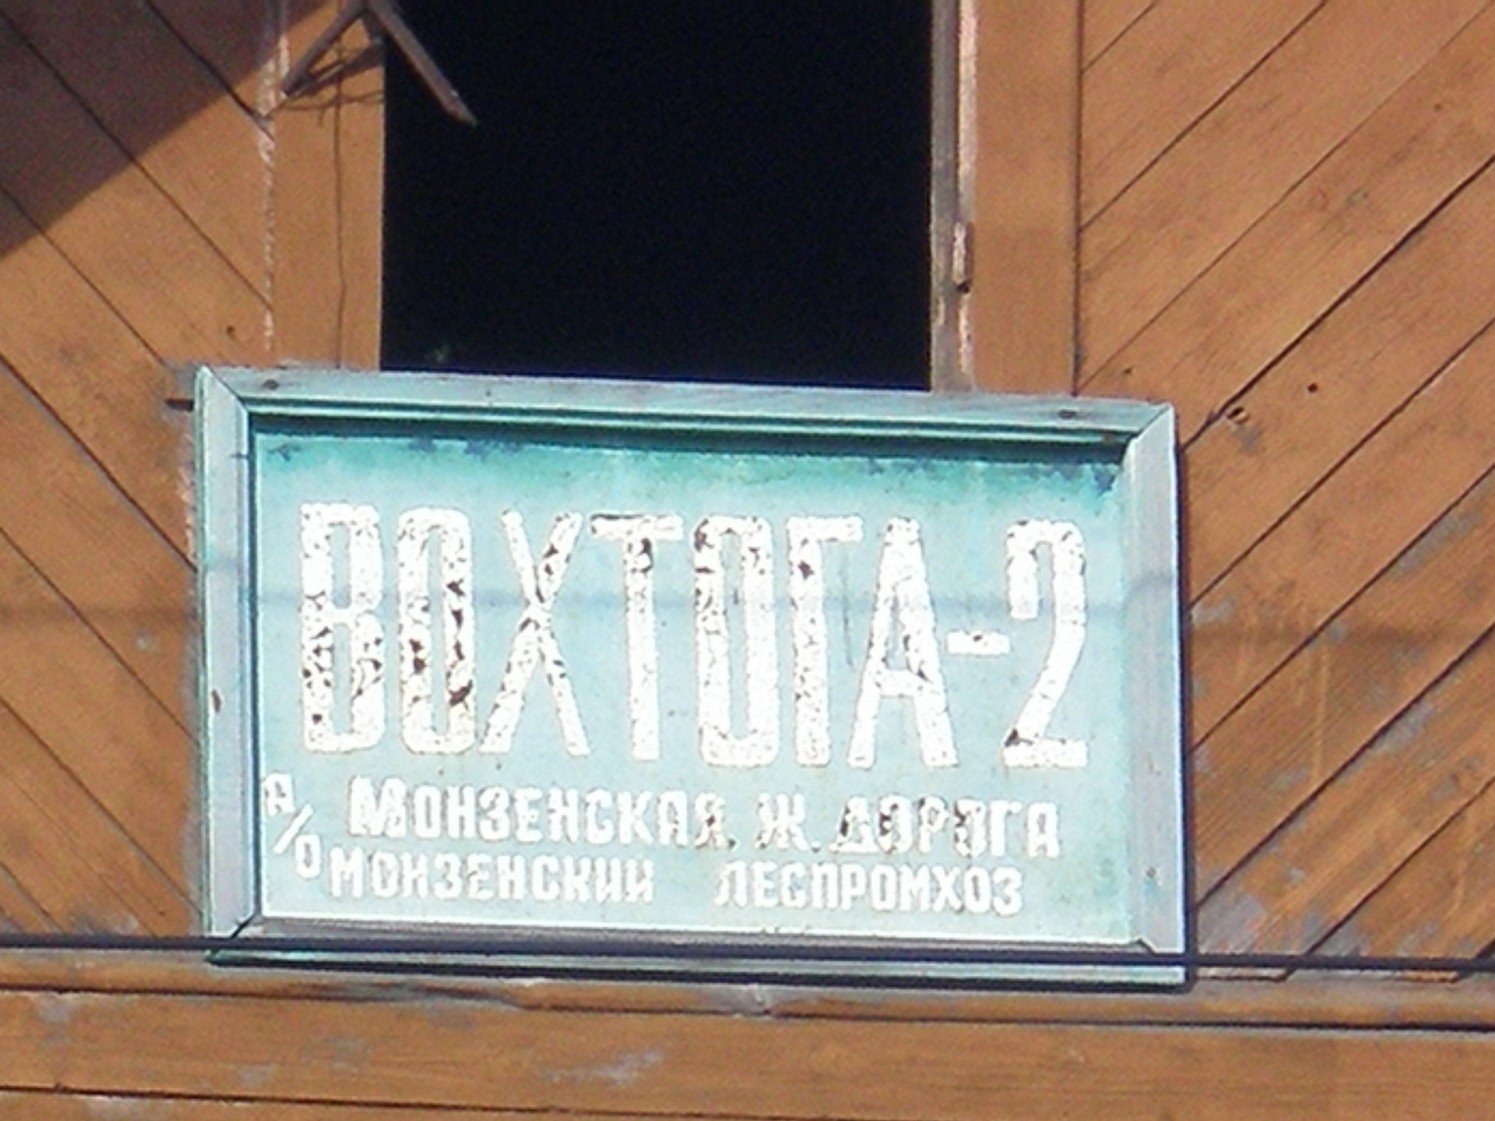 ВОХТОГА-2
А/О МОНЗЕНСКАЯ Ж. ДОРОГА
МОНЗЕНСКИЙ ЛЕСПРОМХОЗ